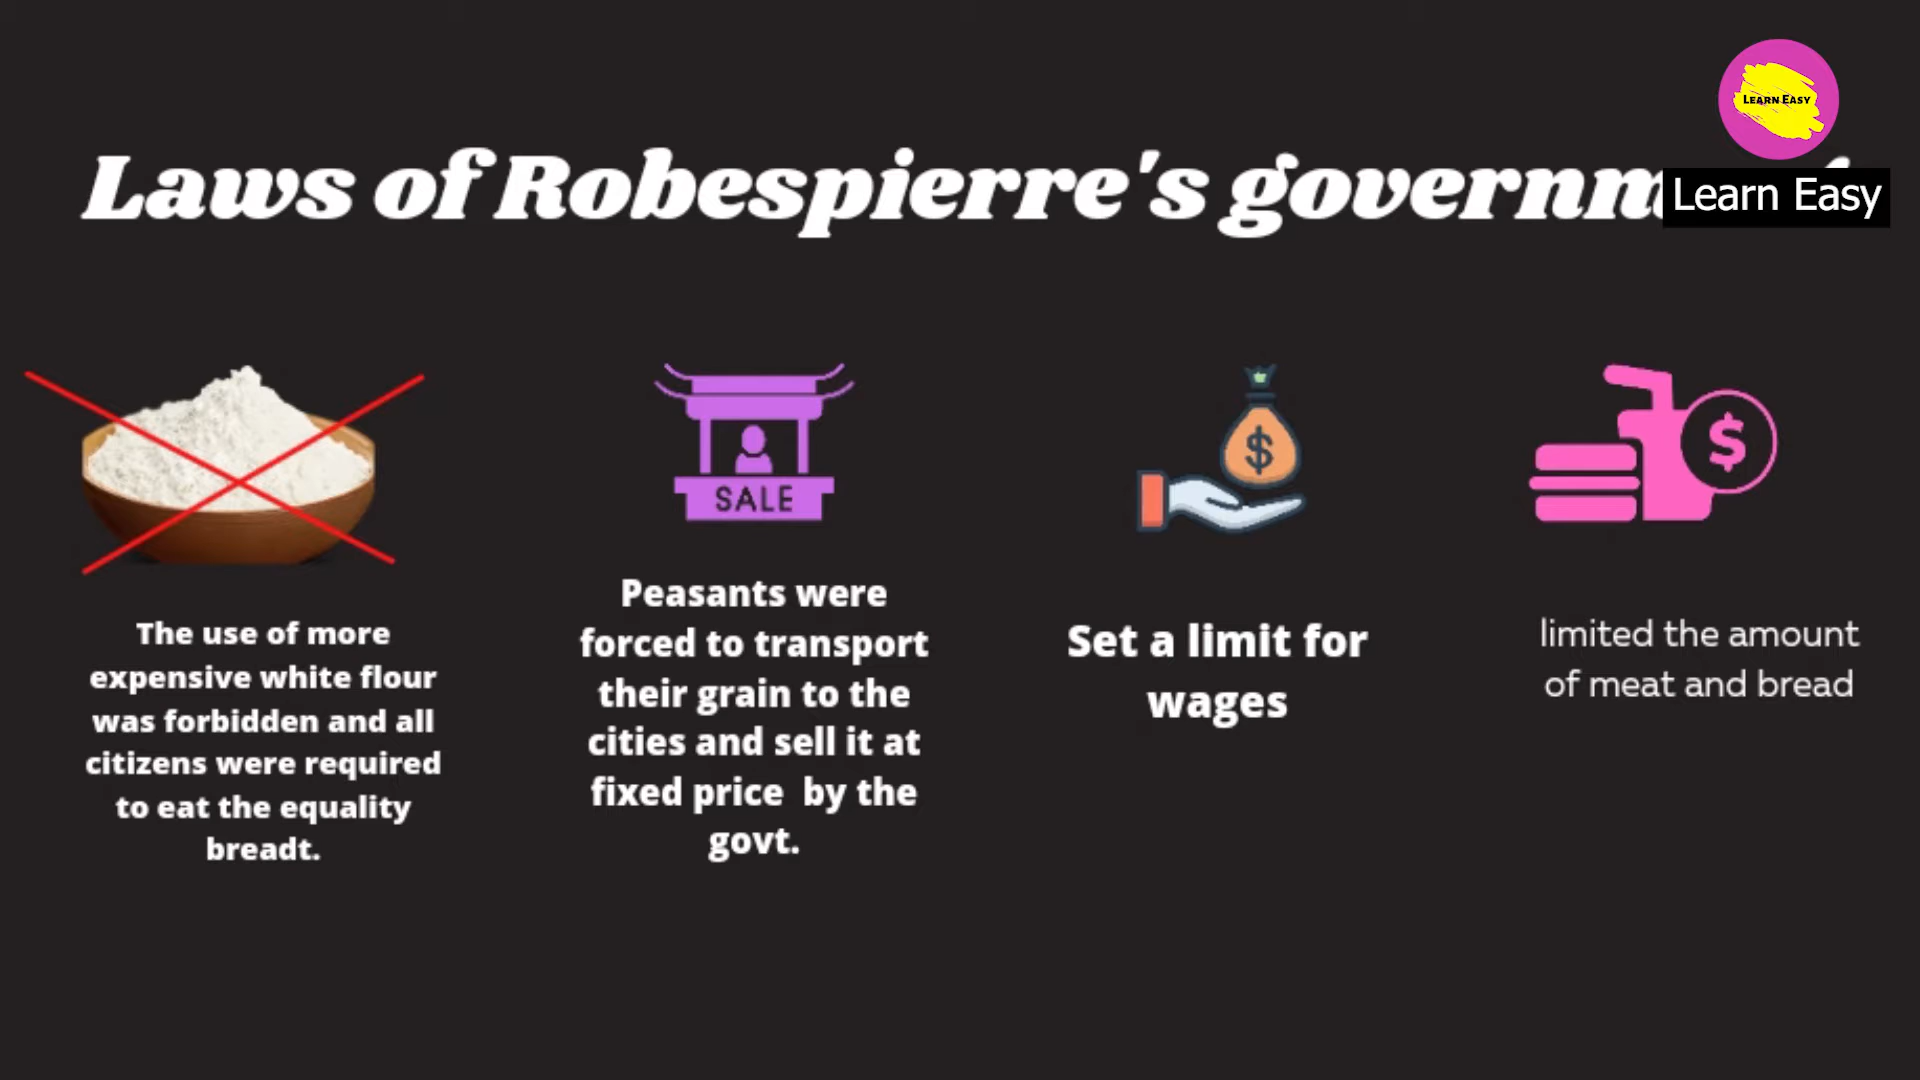 LEARN EASY
Laws of Robespierre's
Learn Easy
SALE
The use of more
expensive white flour
was forbidden and all
citizens were required
to eat the equality
breadt.
Peasants were
forced to transport
their grain to the
cities and sell it at
fixed price by the
govt.
Set a limit for
wages
limited the amount
of meat and bread